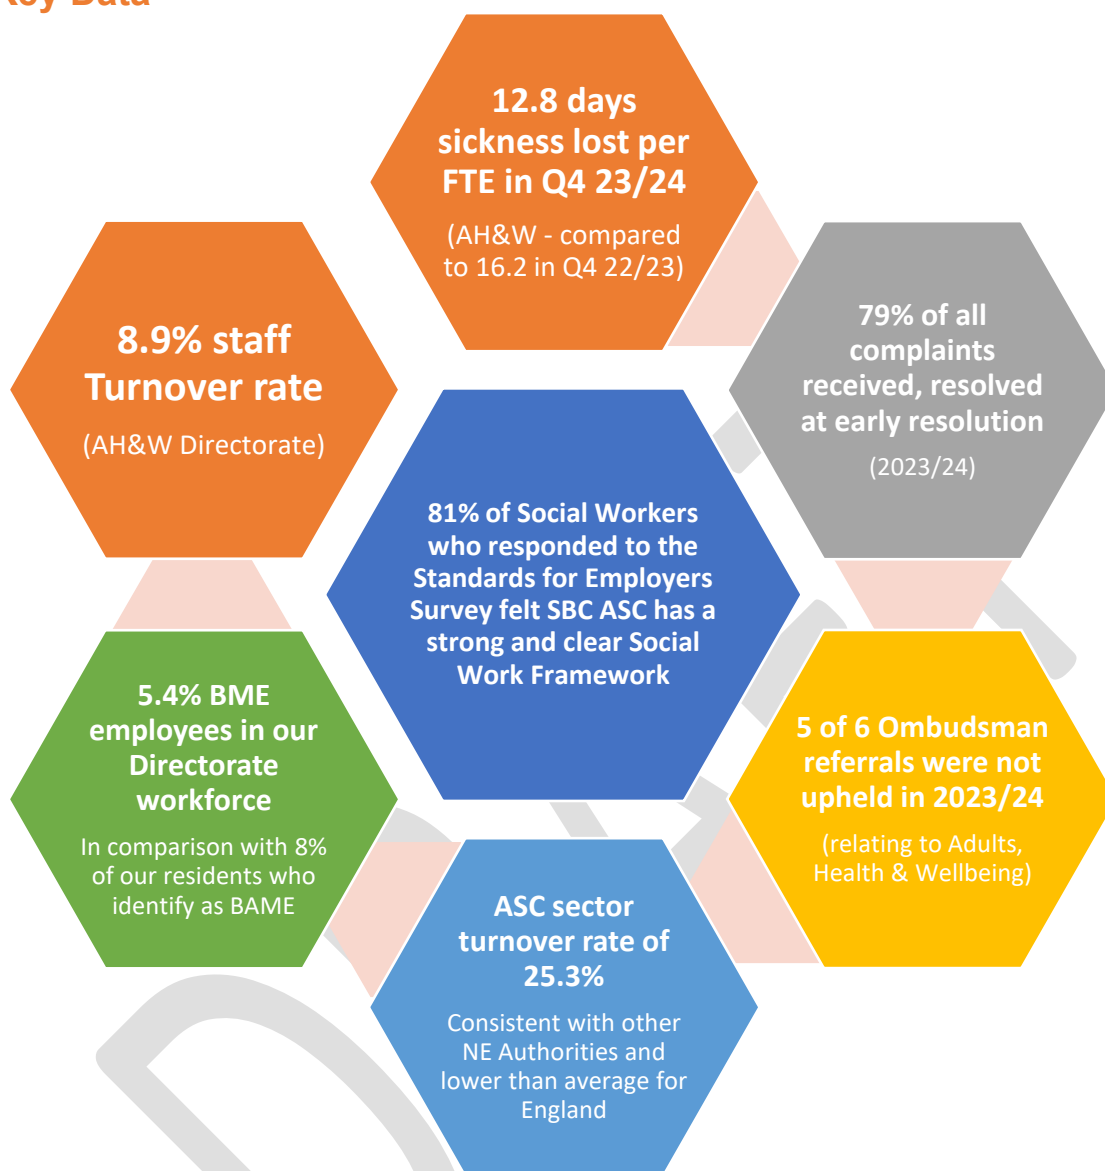 Key Data
12.8 days
sickness lost per
FTE in Q4 23/24
(AH&W - compared
to 16.2 in Q4 22/23)
8.9% staff
Turnover rate
(AH&W Directorate)
79% of all
complaints
received, resolved
at early resolution
(2023/24)
81% of Social Workers
who responded to the
Standards for Employers
Survey felt SBC ASC has a
strong and clear Social
Work Framework
5.4% BME
employees in our
Directorate
workforce
In comparison with 8%
of our residents who
identify as BAME
5 of 6 Ombudsman
referrals were not
upheld in 2023/24
(relating to Adults,
Health & Wellbeing)
ASC sector
turnover rate of
25.3%
Consistent with other
NE Authorities and
lower than average for
England